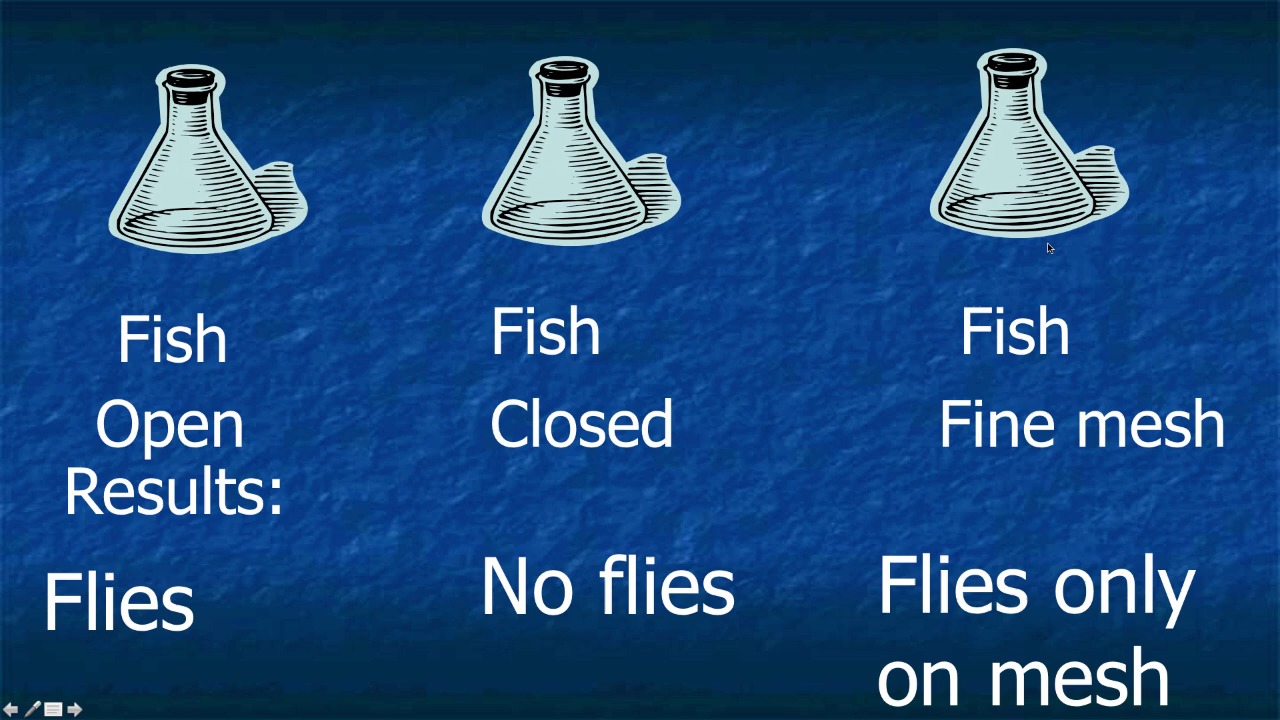 Fish
Fish
Fish
Open
Closed
Fine mesh
Results:
Flies
No flies
Flies only
on mesh